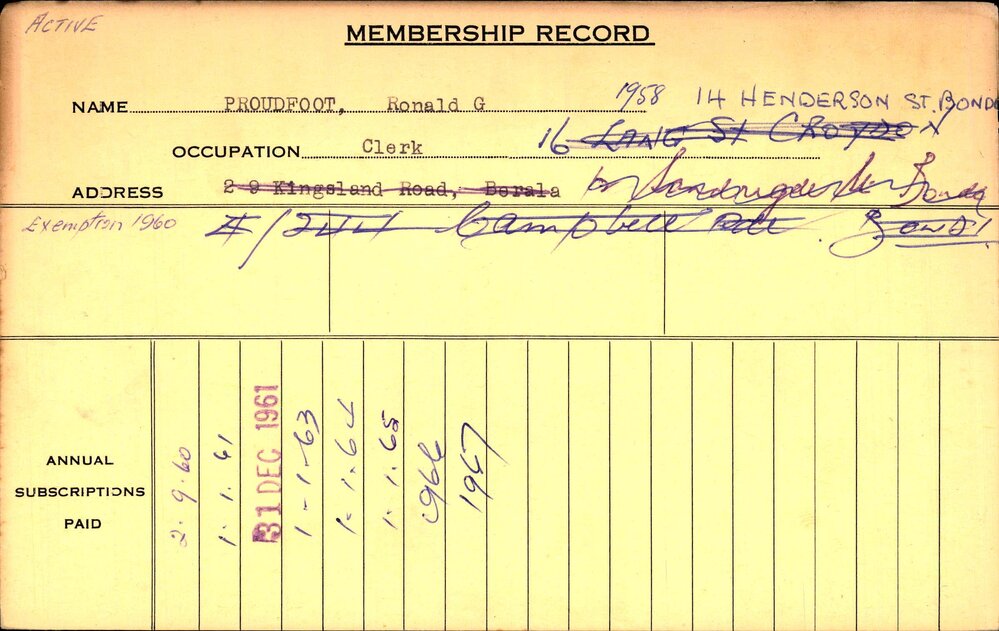 ACTIVE
MEMBERSHIP RECORD
NAME PROUDFOOT, Ronald G 1958 14 HENDERSON ST. BONDI
16 LANG ST CROYDON
OCCUPATION Clerk
ADDRESS 29 Kingsland Road, Berala Bondi
Exemption 1960 Campbell BONDI
ANNUAL
SUBSCRIPTIONS
PAID
2.9.60
1.1.61
31 DEC 1961
1-1-63
1-1.64
1.1.65
1966
1967